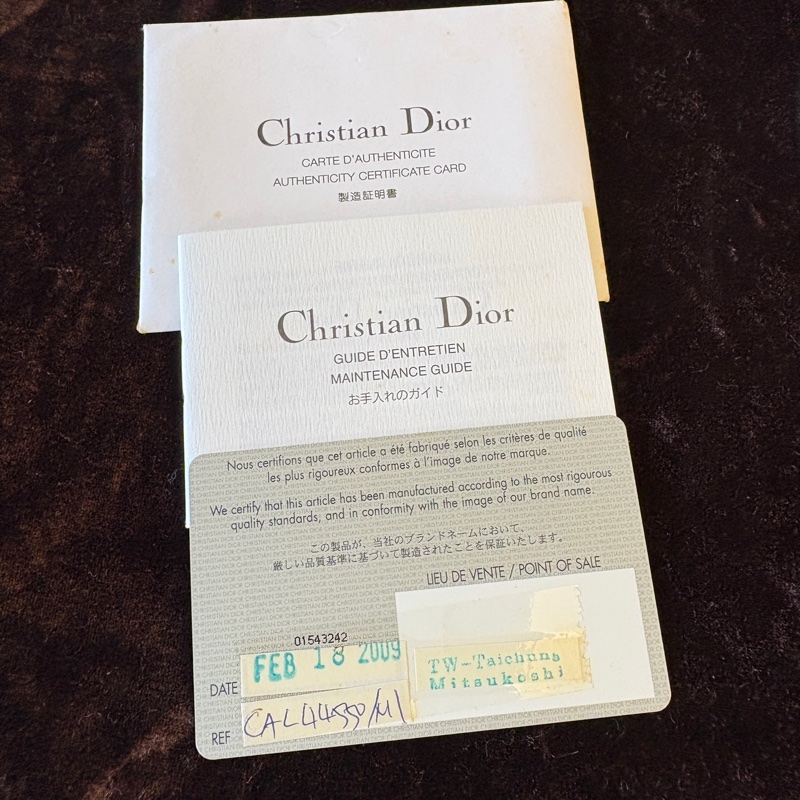 Christian Dior
CARTE D'AUTHENTICITE
AUTHENTICITY CERTIFICATE CARD
製造証明書
Christian Dior
GUIDE D'ENTRETIEN
MAINTENANCE GUIDE
お手入れのガイド
Nous certifions que cet article a été fabriqué selon les critères de qualité
les plus rigoureux conformes à l'image de notre marque.
We certify that this article has been manufactured according to the most rigourous
quality standards, and in conformity with the image of our brand name.
この製品が、当社のブランドネームにおいて、
厳しい品質基準に基づいて製造されたことを保証いたします。
LIEU DE VENTE / POINT OF SALE
01543242
DATE FEB 18 2009
TW-Taichung
Mitsukoshi
REF CAL44550/M1